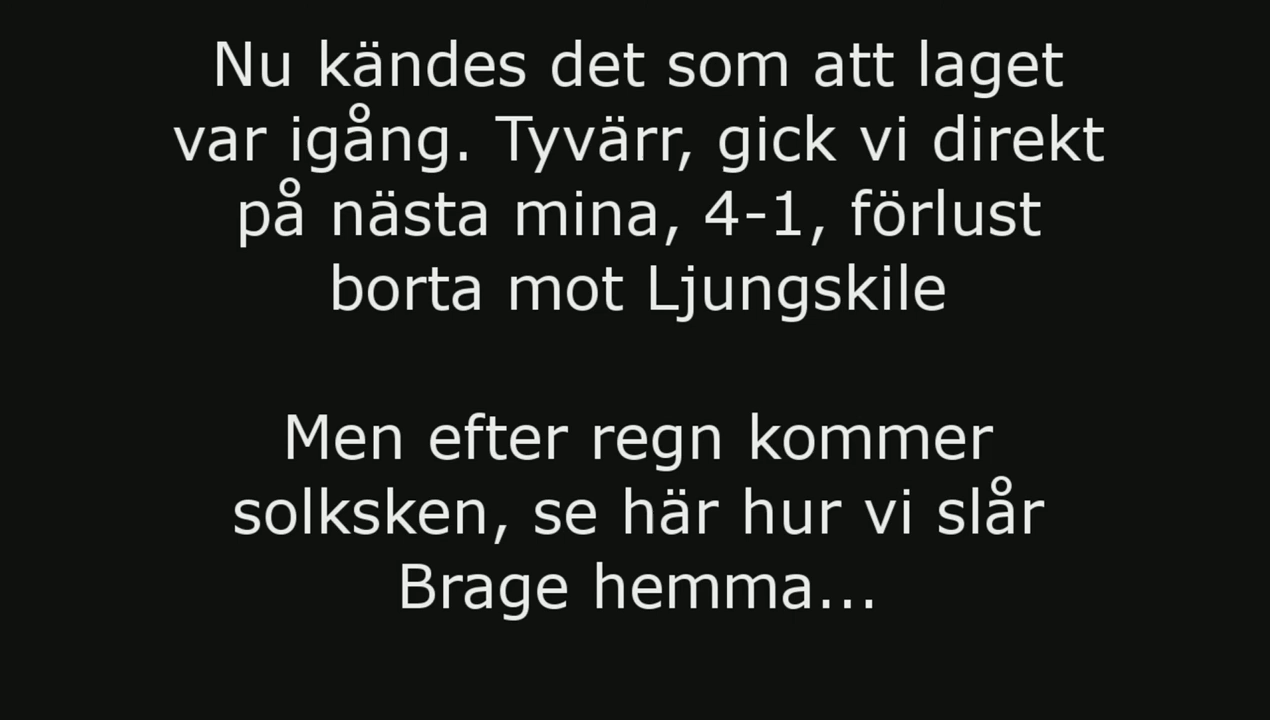 Nu kändes det som att laget
var igång. Tyvärr, gick vi direkt
på nästa mina, 4-1, förlust
borta mot Ljungskile
Men efter regn kommer
solksken, se här hur vi slår
Brage hemma...